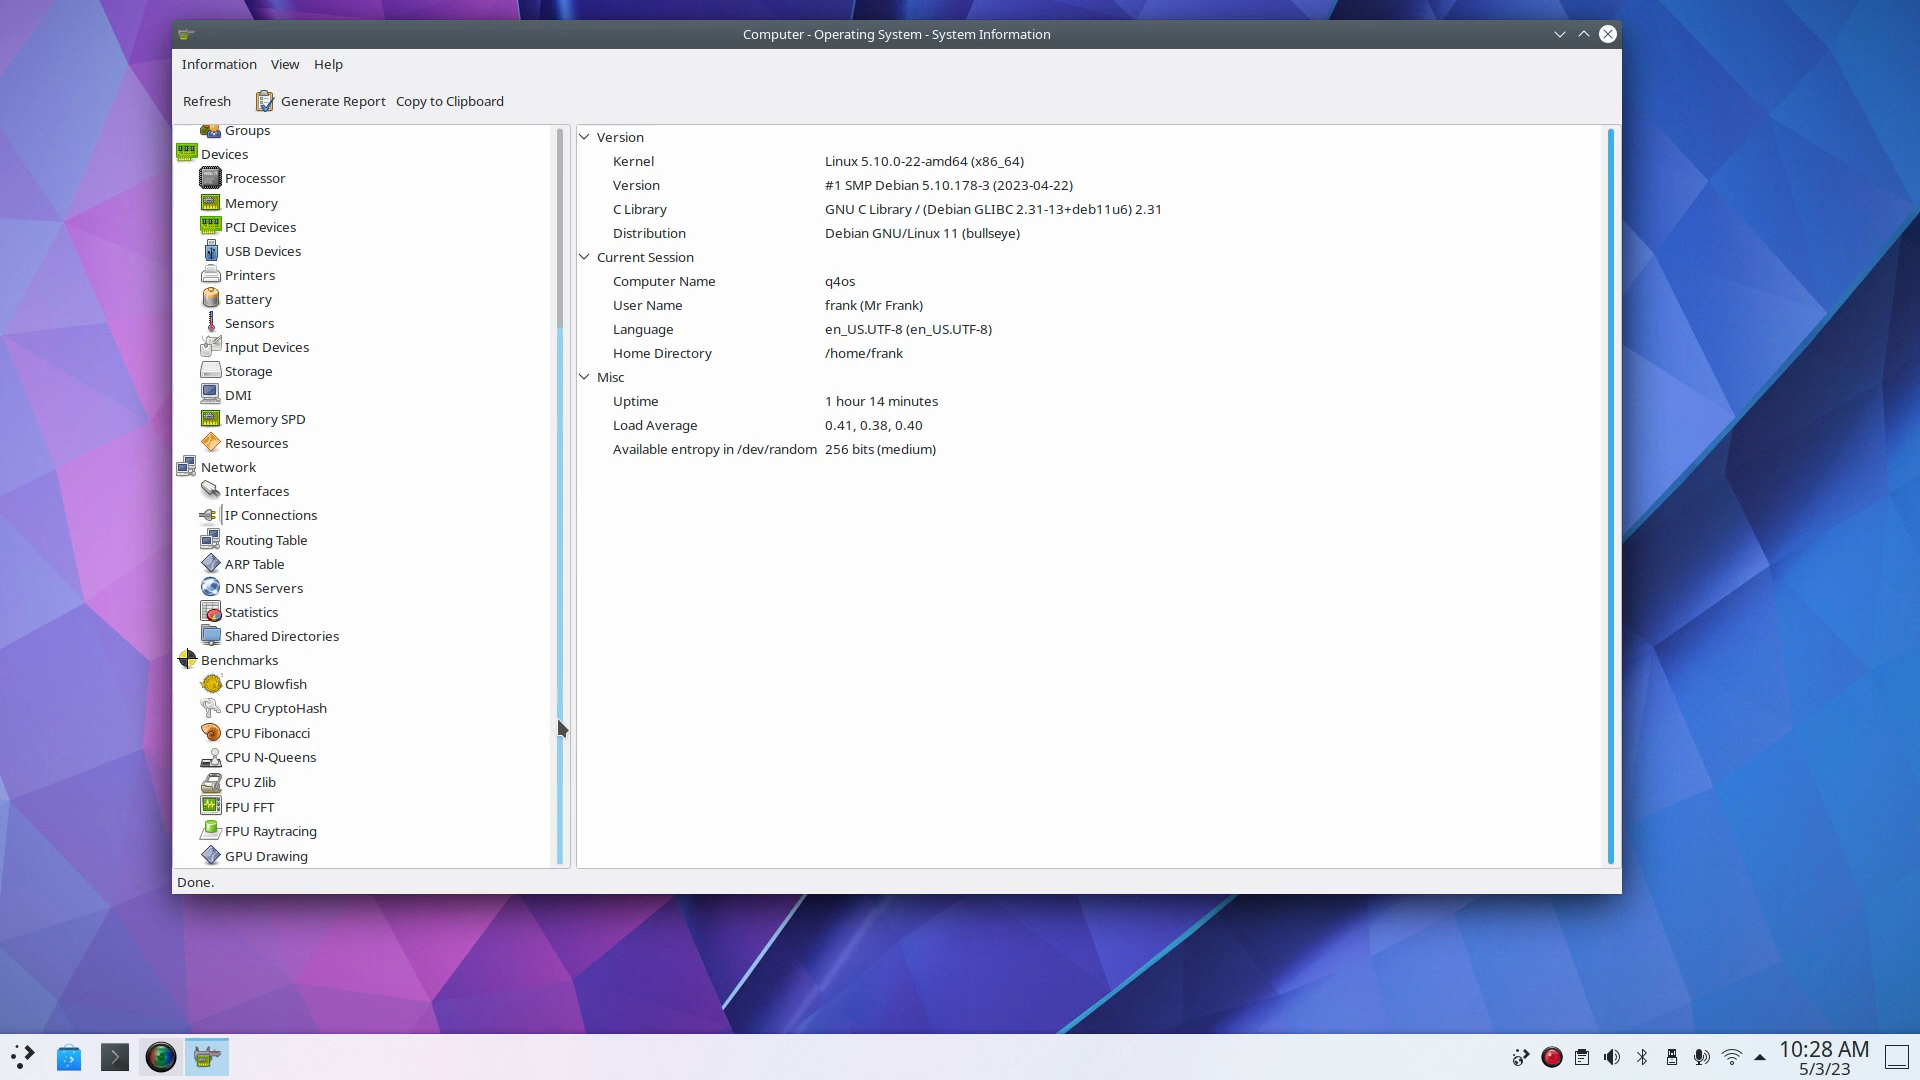 Computer - Operating System - System Information
Information View Help
Refresh Generate Report Copy to Clipboard
Groups
Devices
Processor
Memory
PCI Devices
USB Devices
Printers
Battery
Sensors
Input Devices
Storage
DMI
Memory SPD
Resources
Network
Interfaces
IP Connections
Routing Table
ARP Table
DNS Servers
Statistics
Shared Directories
Benchmarks
CPU Blowfish
CPU CryptoHash
CPU Fibonacci
CPU N-Queens
CPU Zlib
FPU FFT
FPU Raytracing
GPU Drawing
Version
Kernel Linux 5.10.0-22-amd64 (x86_64)
Version #1 SMP Debian 5.10.178-3 (2023-04-22)
C Library GNU C Library / (Debian GLIBC 2.31-13+deb11u6) 2.31
Distribution Debian GNU/Linux 11 (bullseye)
Current Session
Computer Name q4os
User Name frank (Mr Frank)
Language en_US.UTF-8 (en_US.UTF-8)
Home Directory /home/frank
Misc
Uptime 1 hour 14 minutes
Load Average 0.41, 0.38, 0.40
Available entropy in /dev/random 256 bits (medium)
Done.
10:28 AM
5/3/23